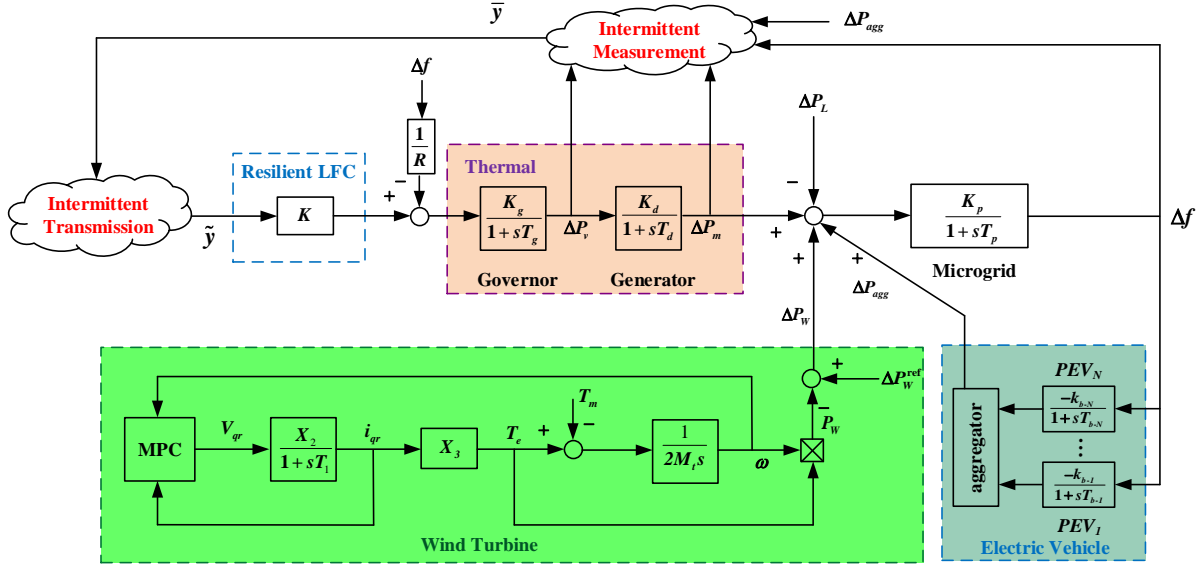 ȳ
Intermittent
Measurement
ΔP_agg
Δf
1
R
ΔP_L
Resilient LFC
Thermal
Intermittent
Transmission
ỹ
K
+
−
K_g
1 + sT_g
ΔP_v
K_d
1 + sT_d
ΔP_m
Governor
Generator
−
+
+
+
K_p
1 + sT_p
Microgrid
Δf
ΔP_agg
ΔP_W
+
ΔP_W^ref
−
P_W
MPC
V_qr
X_2
1 + sT_1
i_qr
X_3
T_e
+
T_m
−
1
2M_t s
ω
Wind Turbine
aggregator
PEV_N
−k_b-N
1 + sT_b-N
⋮
−k_b-1
1 + sT_b-1
PEV_1
Electric Vehicle